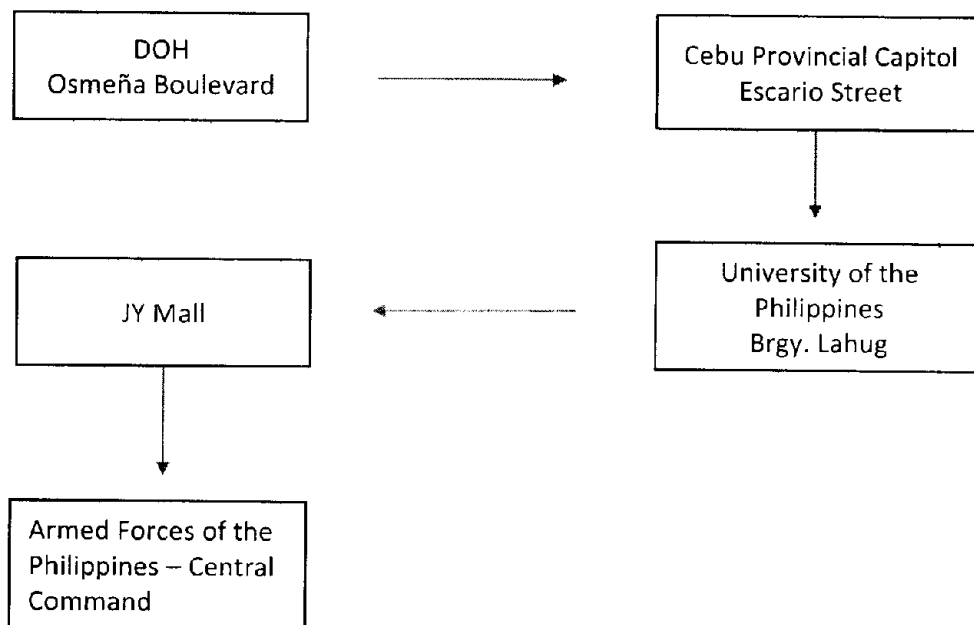 DOH
Osmeña Boulevard
Cebu Provincial Capitol
Escario Street
University of the
Philippines
Brgy. Lahug
JY Mall
Armed Forces of the
Philippines – Central
Command